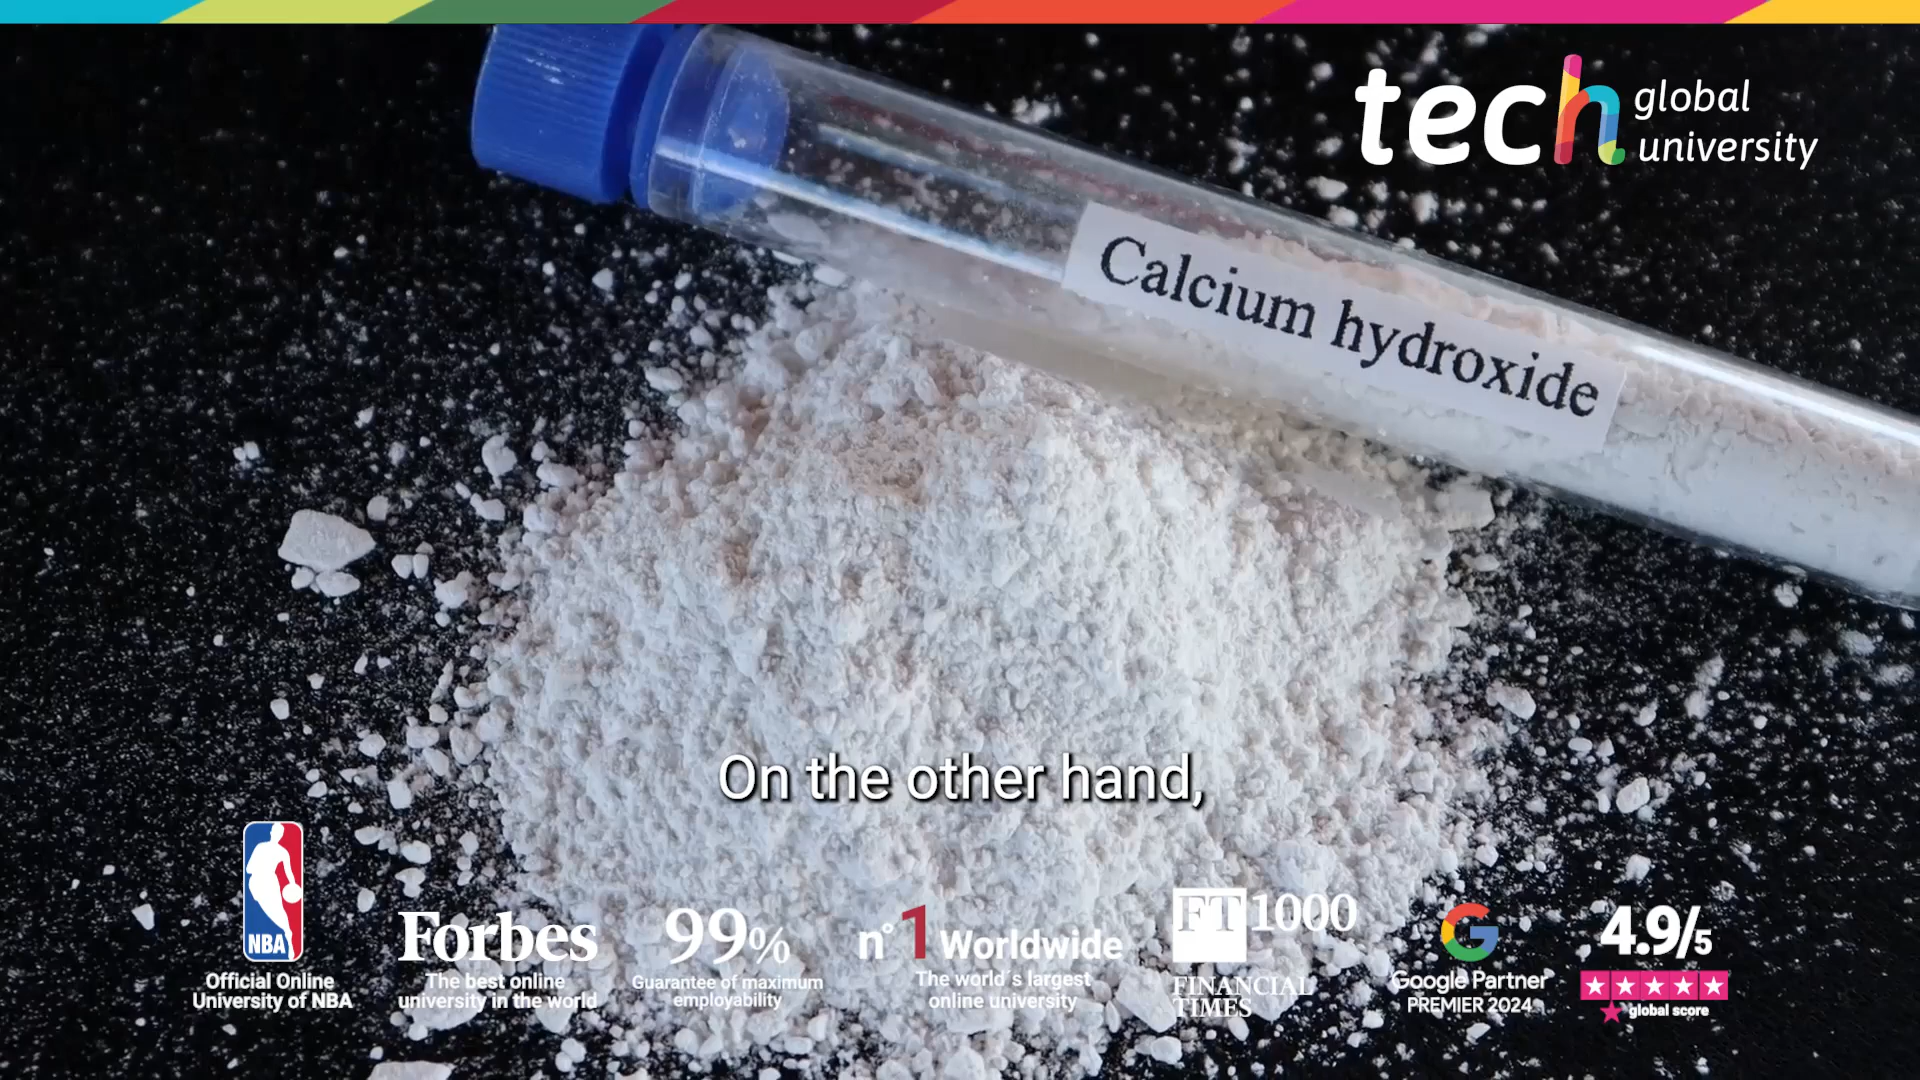 tech global
university
Calcium hydroxide
On the other hand,
NBA
Official Online
University of NBA
Forbes
The best online
university in the world
99%
Guarantee of maximum
employability
n°1 Worldwide
The world´s largest
online university
FT 1000
FINANCIAL
TIMES
Google Partner
PREMIER 2024
4.9/5
global score